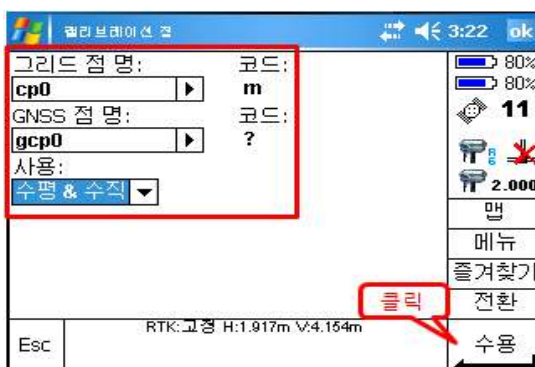 캘리브레이션 점 3:22 ok
그리드 점 명: 코드:
cp0 m
GNSS 점 명: 코드:
gcp0 ?
사용:
수평 & 수직
80%
80%
11
R
6
2.000
맵
메뉴
즐겨찾기
전환
수용
클릭
RTK:고정 H:1.917m V:4.154m
Esc